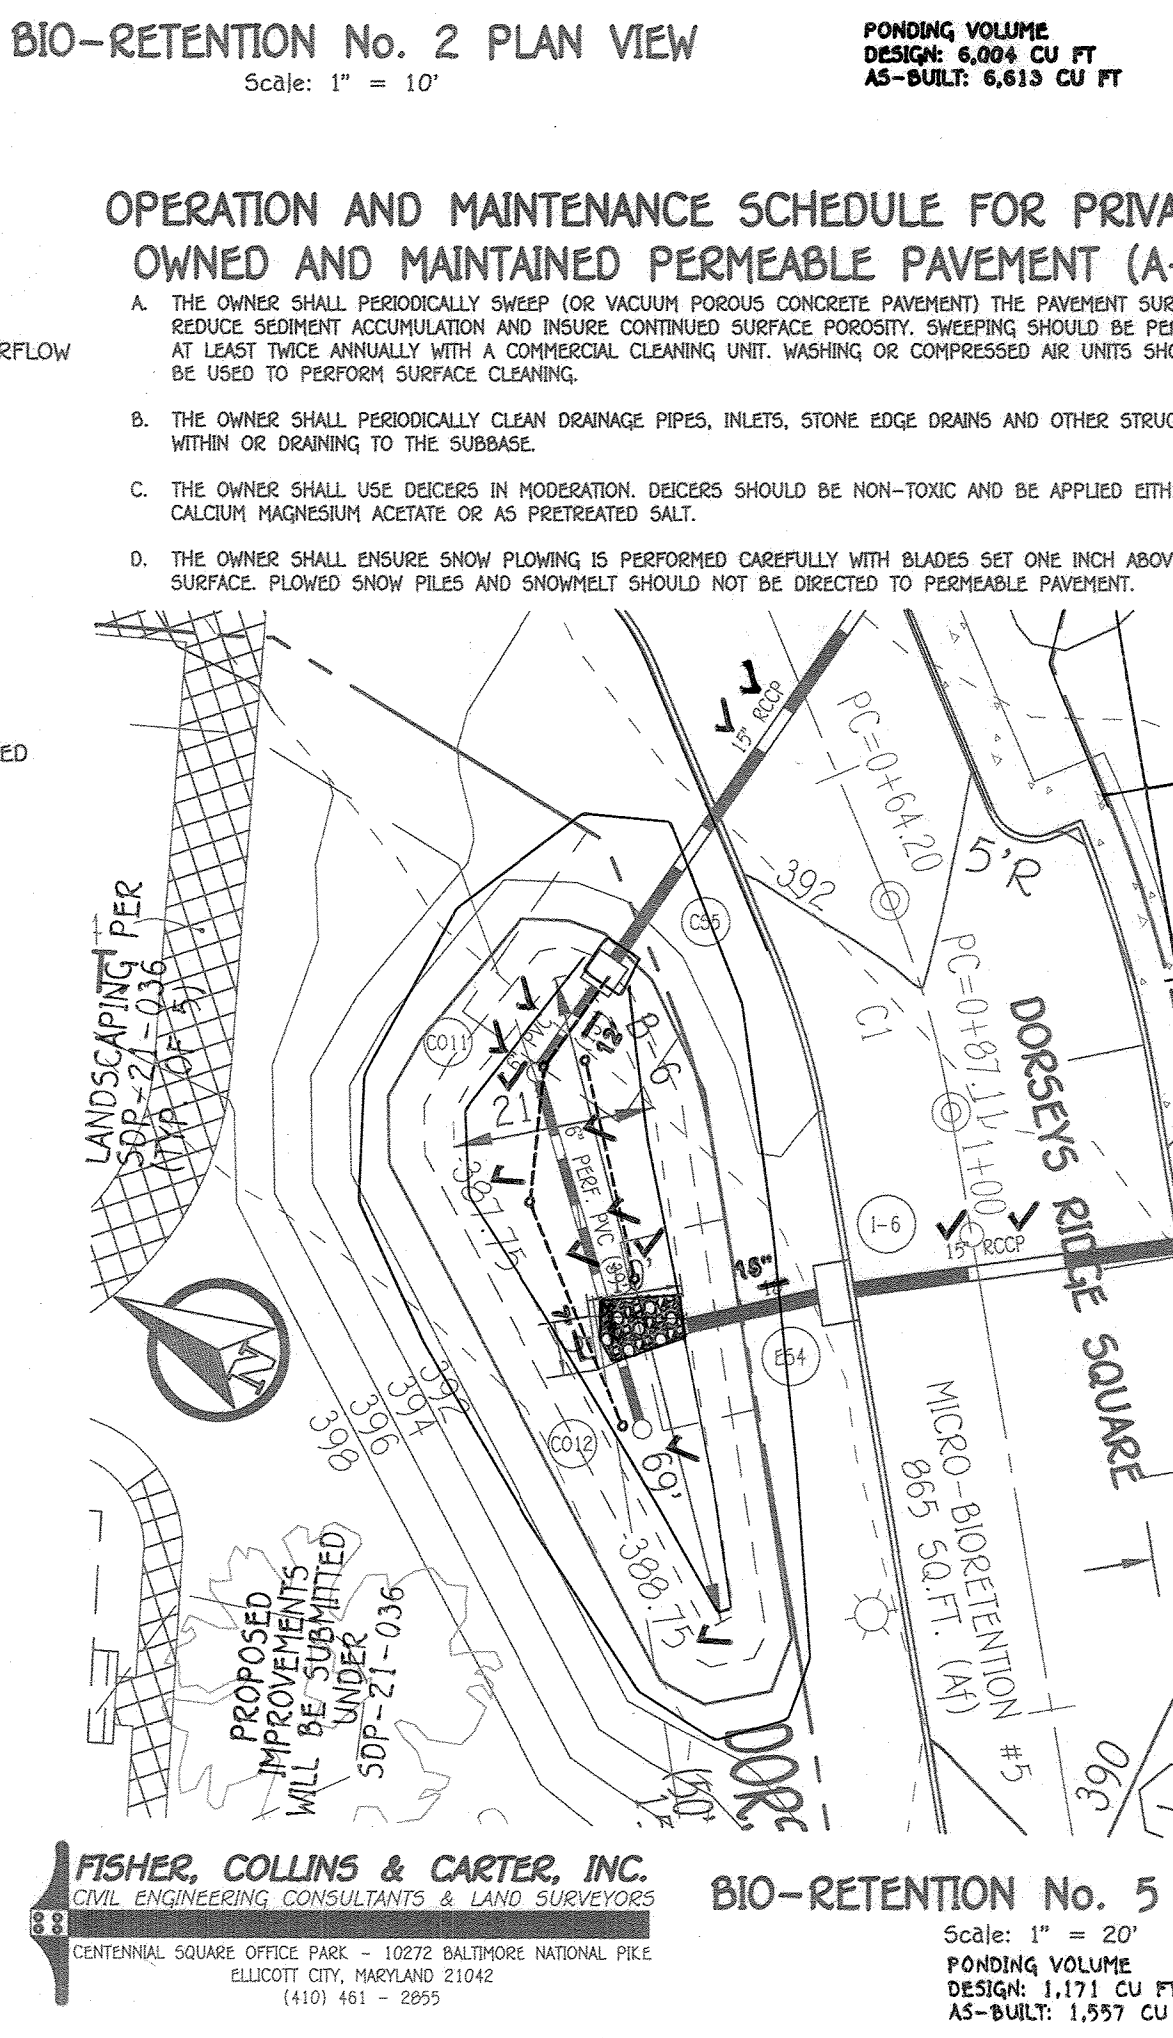 BIO-RETENTION No. 2 PLAN VIEW
Scale: 1" = 10'
PONDING VOLUME
DESIGN: 6,004 CU FT
AS-BUILT: 6,613 CU FT
OPERATION AND MAINTENANCE SCHEDULE FOR PRIVA
OWNED AND MAINTAINED PERMEABLE PAVEMENT (A-
A. THE OWNER SHALL PERIODICALLY SWEEP (OR VACUUM POROUS CONCRETE PAVEMENT) THE PAVEMENT SUR
REDUCE SEDIMENT ACCUMULATION AND INSURE CONTINUED SURFACE POROSITY. SWEEPING SHOULD BE PE
RFLOW
AT LEAST TWICE ANNUALLY WITH A COMMERCIAL CLEANING UNIT. WASHING OR COMPRESSED AIR UNITS SHO
BE USED TO PERFORM SURFACE CLEANING.
B. THE OWNER SHALL PERIODICALLY CLEAN DRAINAGE PIPES, INLETS, STONE EDGE DRAINS AND OTHER STRUC
WITHIN OR DRAINING TO THE SUBBASE.
C. THE OWNER SHALL USE DEICERS IN MODERATION. DEICERS SHOULD BE NON-TOXIC AND BE APPLIED EITH
CALCIUM MAGNESIUM ACETATE OR AS PRETREATED SALT.
D. THE OWNER SHALL ENSURE SNOW PLOWING IS PERFORMED CAREFULLY WITH BLADES SET ONE INCH ABOV
SURFACE. PLOWED SNOW PILES AND SNOWMELT SHOULD NOT BE DIRECTED TO PERMEABLE PAVEMENT.
ED
15" RCCP
PC=0+64.20
5'R
392
CS5
LANDSCAPING PER
SDP-21-036
(TYP. OF 5)
CO11
6" PVC
12"
B-6
C1
PC=0+87.11
1+00
DORSEYS RIDGE SQUARE
21'
6" PERF. PVC
387.75
I-6
15" RCCP
15"
ES4
N
392
394
396
398
CO12
69'
388.75
MICRO-BIORETENTION #5
865 SQ.FT. (Af)
PROPOSED
IMPROVEMENTS
WILL BE SUBMITTED
UNDER
SDP-21-036
DORS
(50'
390
FISHER, COLLINS & CARTER, INC.
CIVIL ENGINEERING CONSULTANTS & LAND SURVEYORS
CENTENNIAL SQUARE OFFICE PARK - 10272 BALTIMORE NATIONAL PIKE
ELLICOTT CITY, MARYLAND 21042
(410) 461 - 2855
BIO-RETENTION No. 5
Scale: 1" = 20'
PONDING VOLUME
DESIGN: 1,171 CU FT
AS-BUILT: 1,557 CU